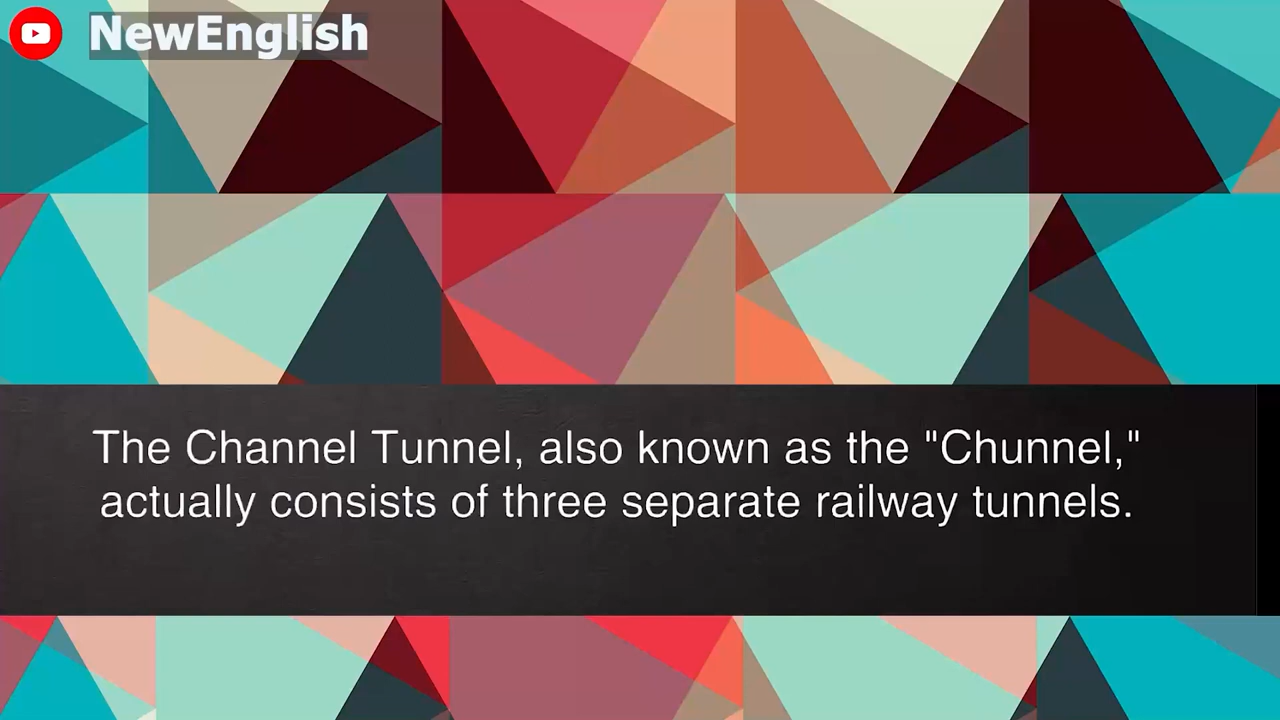 NewEnglish
The Channel Tunnel, also known as the "Chunnel,"
actually consists of three separate railway tunnels.